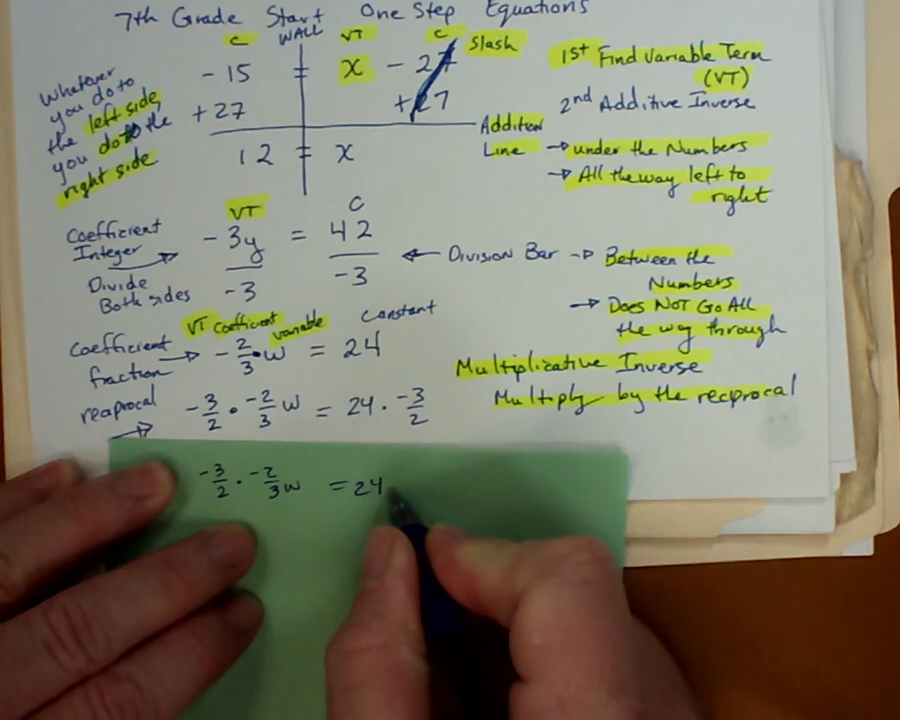 7th Grade Start One Step Equations
C WALL VT C Slash
- 15 = x - 27
+27 +27
12 = x
Whatever
you do to
the left side,
you do to the
right side
1st Find Variable Term
(VT)
2nd Additive Inverse
Addition
Line → under the Numbers
→ All the way left to
right
VT C
Coefficient
Integer →
Divide
Both sides
- 3y = 42
-3 -3
← Division Bar → Between the
Numbers
→ Does NOT Go All
the way through
VT Coefficient variable Constant
Coefficient
fraction → - 2/3 • w = 24
Multiplicative Inverse
Multiply by the reciprocal
reciprocal
→
-3/2 • -2/3 w = 24 • -3/2
-3/2 • -2/3 w = 24